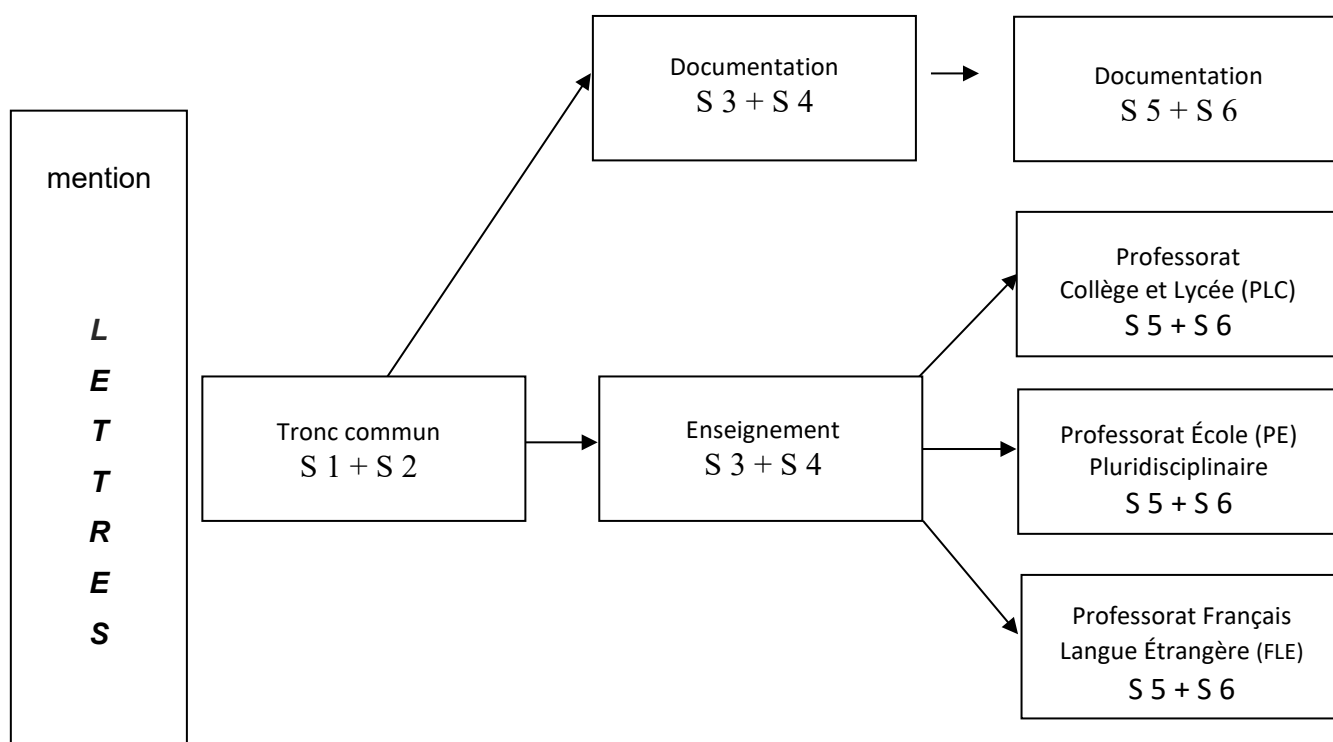 mention
L
E
T
T
R
E
S
Tronc commun
S 1 + S 2
Documentation
S 3 + S 4
Documentation
S 5 + S 6
Enseignement
S 3 + S 4
Professorat
Collège et Lycée (PLC)
S 5 + S 6
Professorat École (PE)
Pluridisciplinaire
S 5 + S 6
Professorat Français
Langue Étrangère (FLE)
S 5 + S 6